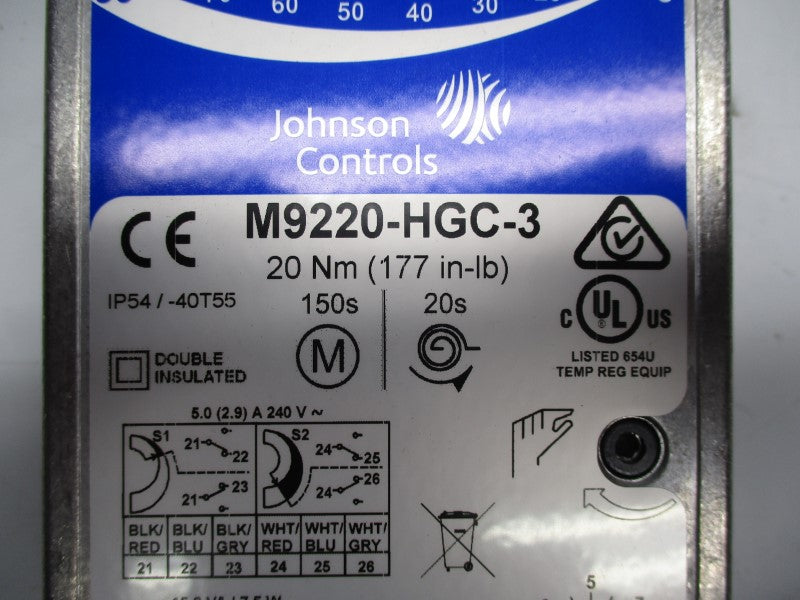 60 50 40 30
Johnson
Controls
CE M9220-HGC-3
20 Nm (177 in-lb)
IP54 / -40T55 150s 20s
C UL ® US
M
DOUBLE
INSULATED
LISTED 654U
TEMP REG EQUIP
5.0 (2.9) A 240 V ~
S1 21 22 S2 24 25
21 23 24 26
BLK/ BLK/ BLK/ WHT/ WHT/ WHT/
RED BLU GRY RED BLU GRY
21 22 23 24 25 26
5